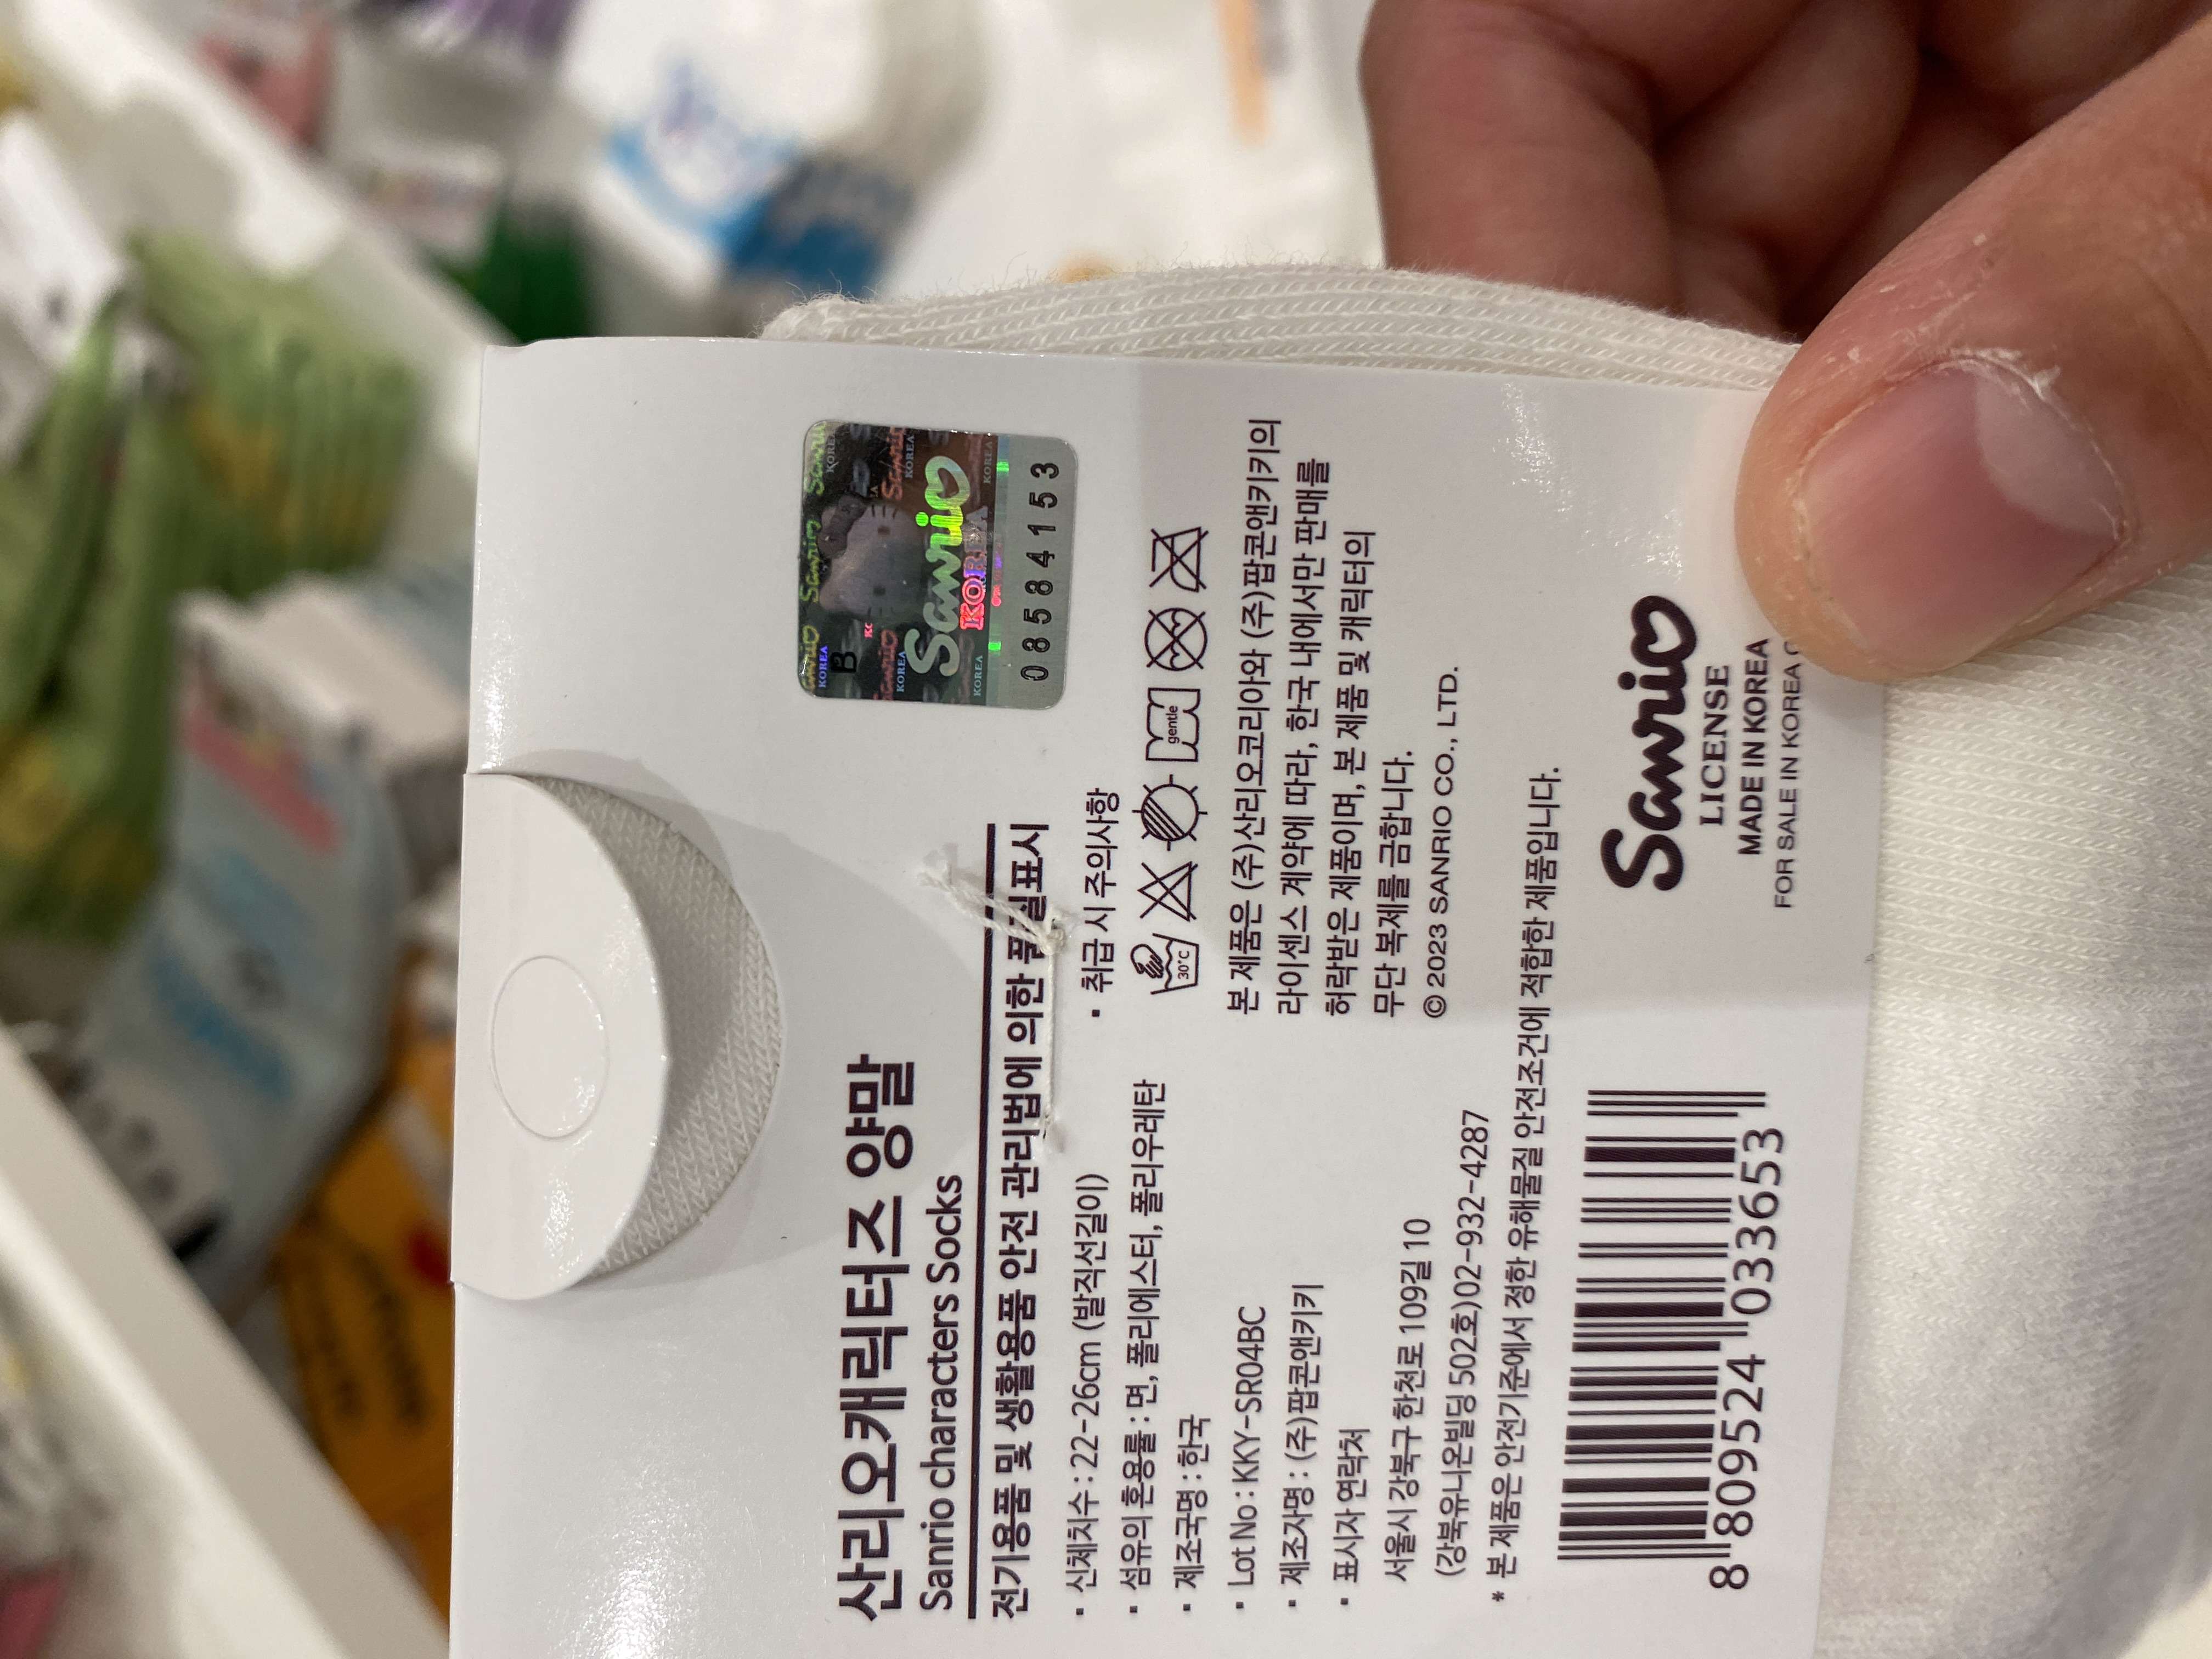 산리오캐릭터즈 양말
Sanrio characters Socks
전기용품 및 생활용품 안전 관리법에 의한 품질표시
▪ 신체치수 : 22-26cm (발직선길이)
▪ 섬유의 혼용률 : 면, 폴리에스터, 폴리우레탄
▪ 제조국명 : 한국
▪ Lot No : KKY-SR04BC
▪ 제조자명 : (주)팝콘앤키키
▪ 표시자 연락처
서울시 강북구 한천로 109길 10
(강북유니온빌딩 502호)02-932-4287
* 본 제품은 안전기준에서 정한 유해물질 안전조건에 적합한 제품입니다.
8 809524 033653
Sanrio KOREA Sanrio Sanrio KOREA
B
Sanrio KOREA Sanrio KOREA
Sanrio
KOREA KOREA KOREA
08584153
▪ 취급 시 주의사항
30°C gentle
본 제품은 (주)산리오코리아와 (주)팝콘앤키키의
라이센스 계약에 따라, 한국 내에서만 판매를
허락받은 제품이며, 본 제품 및 캐릭터의
무단 복제를 금합니다.
© 2023 SANRIO CO., LTD.
Sanrio
LICENSE
MADE IN KOREA
FOR SALE IN KOREA